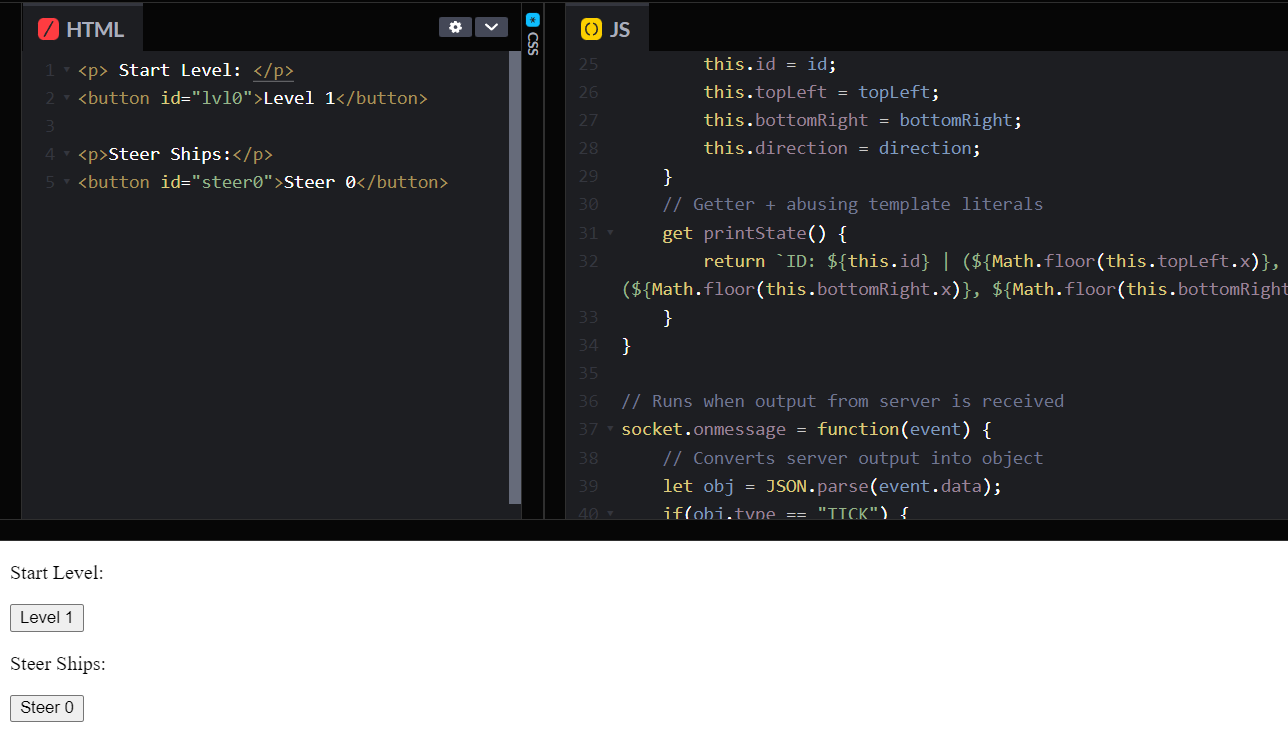 HTML
1 <p> Start Level: </p>
2 <button id="lvl0">Level 1</button>
3
4 <p>Steer Ships:</p>
5 <button id="steer0">Steer 0</button>
CSS
JS
25 this.id = id;
26 this.topLeft = topLeft;
27 this.bottomRight = bottomRight;
28 this.direction = direction;
29 }
30 // Getter + abusing template literals
31 get printState() {
32 return `ID: ${this.id} | (${Math.floor(this.topLeft.x)},
(${Math.floor(this.bottomRight.x)}, ${Math.floor(this.bottomRight
33 }
34 }
35
36 // Runs when output from server is received
37 socket.onmessage = function(event) {
38 // Converts server output into object
39 let obj = JSON.parse(event.data);
40 if(obj.type == "TICK") {
Start Level:
Level 1
Steer Ships:
Steer 0